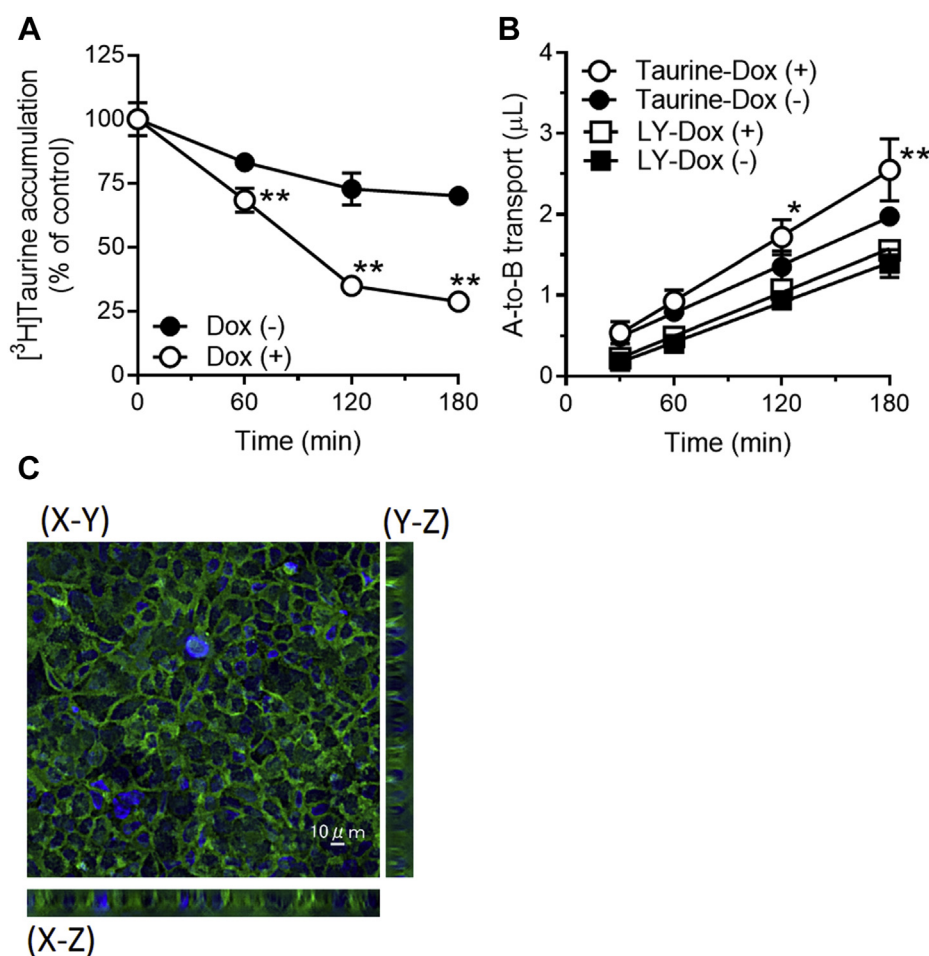 A
[³H]Taurine accumulation
(% of control)
125
100
75
50
25
0
**
**
**
Dox (-)
Dox (+)
0
60
120
180
Time (min)
B
A-to-B transport (μL)
4
3
2
1
0
Taurine-Dox (+)
Taurine-Dox (-)
LY-Dox (+)
LY-Dox (-)
*
**
0
60
120
180
Time (min)
C
(X-Y)
(Y-Z)
10 μm
(X-Z)